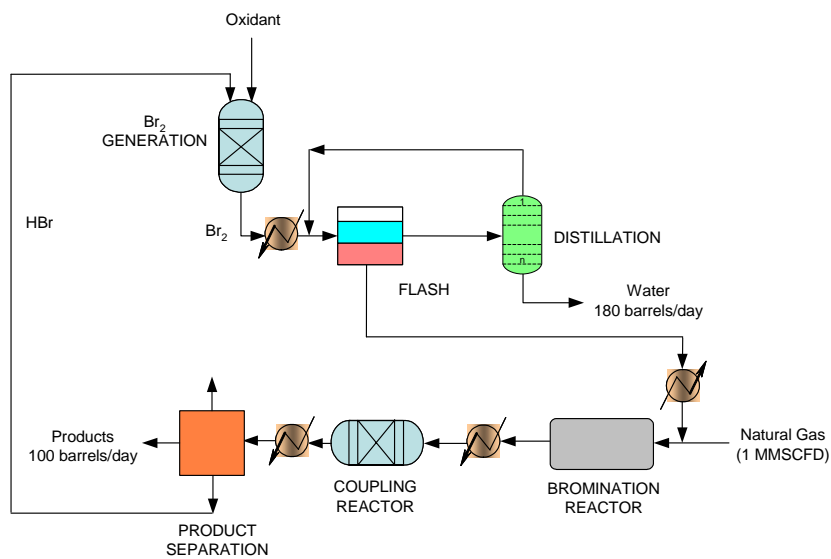 Oxidant
Br2
GENERATION
HBr
Br2
1
n
DISTILLATION
FLASH
Water
180 barrels/day
Products
100 barrels/day
Natural Gas
(1 MMSCFD)
COUPLING
REACTOR
BROMINATION
REACTOR
PRODUCT
SEPARATION